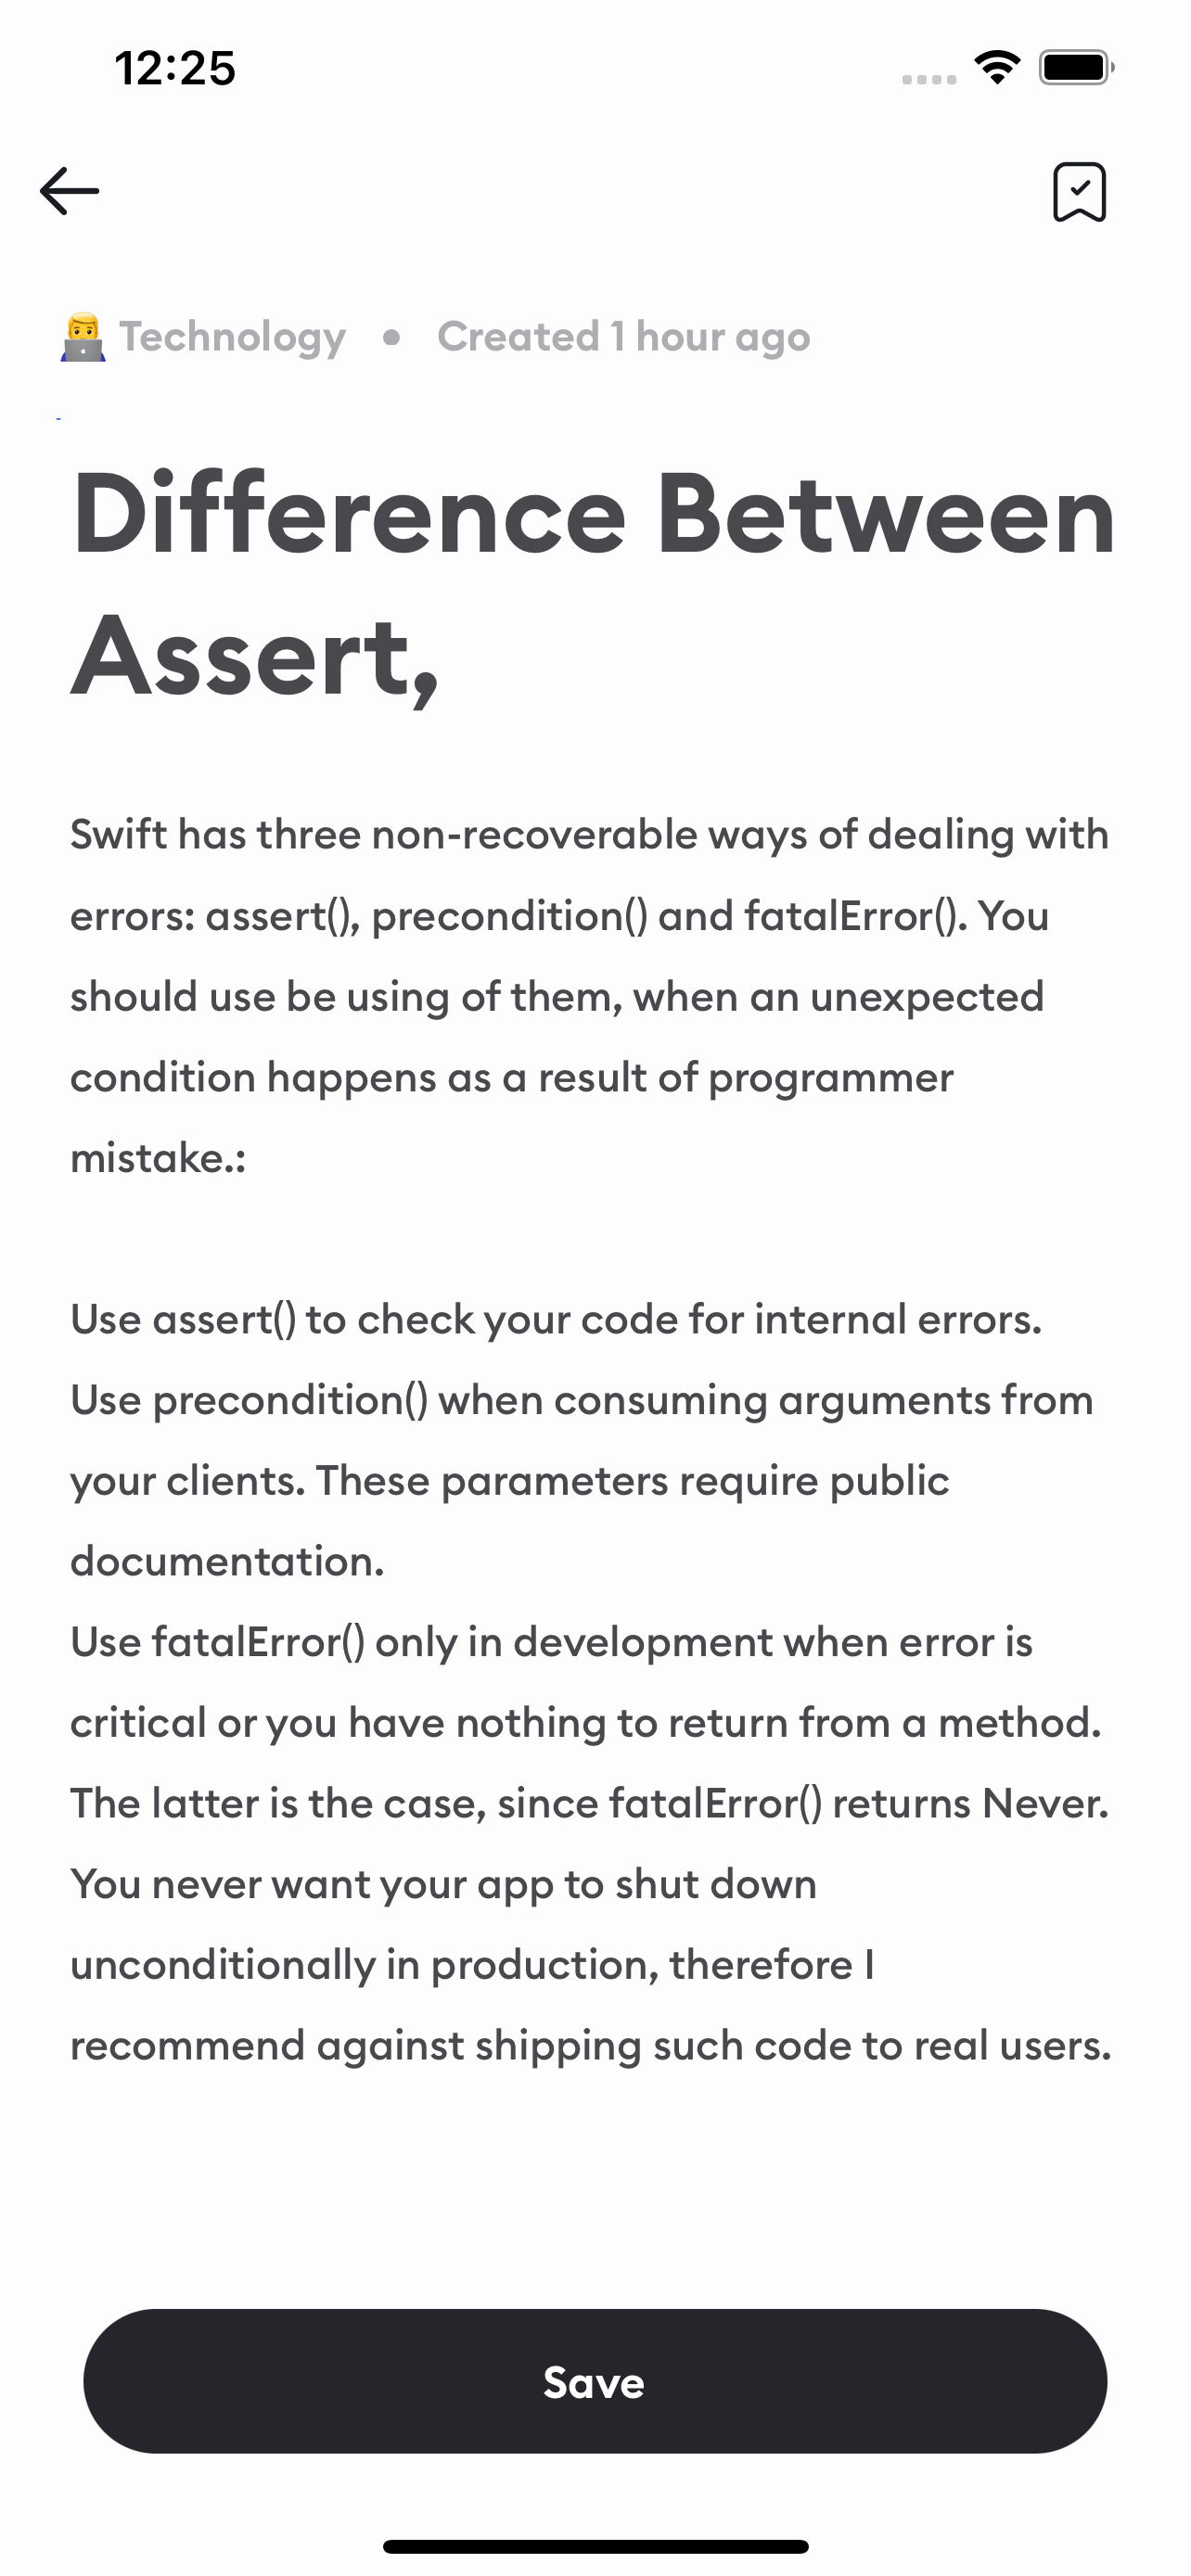 12:25
Technology • Created 1 hour ago
Difference Between
Assert,
Swift has three non-recoverable ways of dealing with
errors: assert(), precondition() and fatalError(). You
should use be using of them, when an unexpected
condition happens as a result of programmer
mistake.:
Use assert() to check your code for internal errors.
Use precondition() when consuming arguments from
your clients. These parameters require public
documentation.
Use fatalError() only in development when error is
critical or you have nothing to return from a method.
The latter is the case, since fatalError() returns Never.
You never want your app to shut down
unconditionally in production, therefore I
recommend against shipping such code to real users.
Save